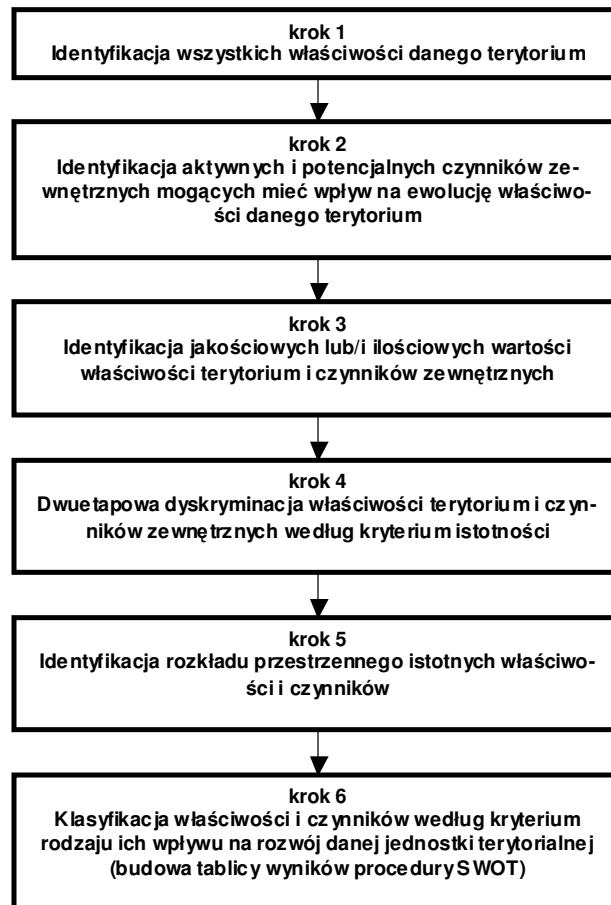 krok 1
Identyfikacja wszystkich właściwości danego terytorium
krok 2
Identyfikacja aktywnych i potencjalnych czynników ze-
wnętrznych mogących mieć wpływ na ewolucję właściwo-
ści danego terytorium
krok 3
Identyfikacja jakościowych lub/i ilościowych wartości
właściwości terytorium i czynników zewnętrznych
krok 4
Dwuetapowa dyskryminacja właściwości terytorium i czyn-
ników zewnętrznych według kryterium istotności
krok 5
Identyfikacja rozkładu przestrzennego istotnych właściwo-
ści i czynników
krok 6
Klasyfikacja właściwości i czynników według kryterium
rodzaju ich wpływu na rozwój danej jednostki terytorialnej
(budowa tablicy wyników procedury SWOT)